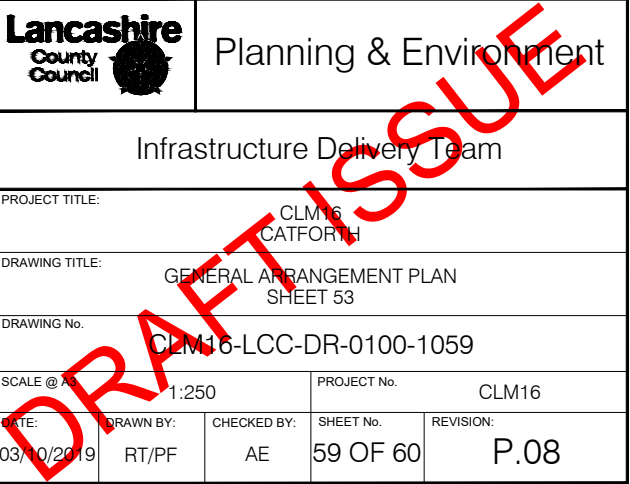 Lancashire
County
Council
Planning & Environment
Infrastructure Delivery Team
PROJECT TITLE:
CLM16
CATFORTH
DRAWING TITLE:
GENERAL ARRANGEMENT PLAN
SHEET 53
DRAWING No.
CLM16-LCC-DR-0100-1059
SCALE @ A3
1:250
PROJECT No.
CLM16
DATE:
03/10/2019
DRAWN BY:
RT/PF
CHECKED BY:
AE
SHEET No.
59 OF 60
REVISION:
P.08
DRAFT ISSUE